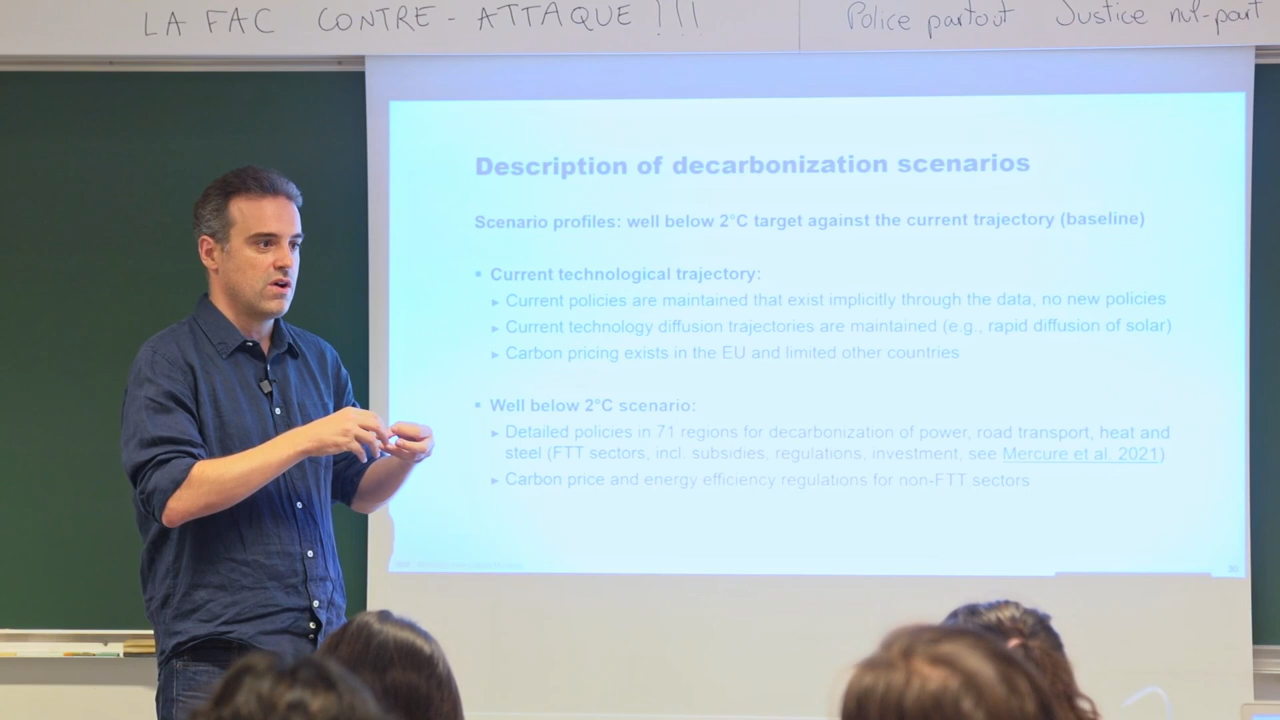 LA FAC CONTRE-ATTAQUE !!!
Police partout Justice nul-part
Description of decarbonization scenarios
Scenario profiles: well below 2°C target against the current trajectory (baseline)
▪ Current technological trajectory:
▸ Current policies are maintained that exist implicitly through the data, no new policies
▸ Current technology diffusion trajectories are maintained (e.g., rapid diffusion of solar)
▸ Carbon pricing exists in the EU and limited other countries
▪ Well below 2°C scenario:
▸ Detailed policies in 71 regions for decarbonization of power, road transport, heat and
steel (FTT sectors, incl. subsidies, regulations, investment, see Mercure et al. 2021)
▸ Carbon price and energy efficiency regulations for non-FTT sectors